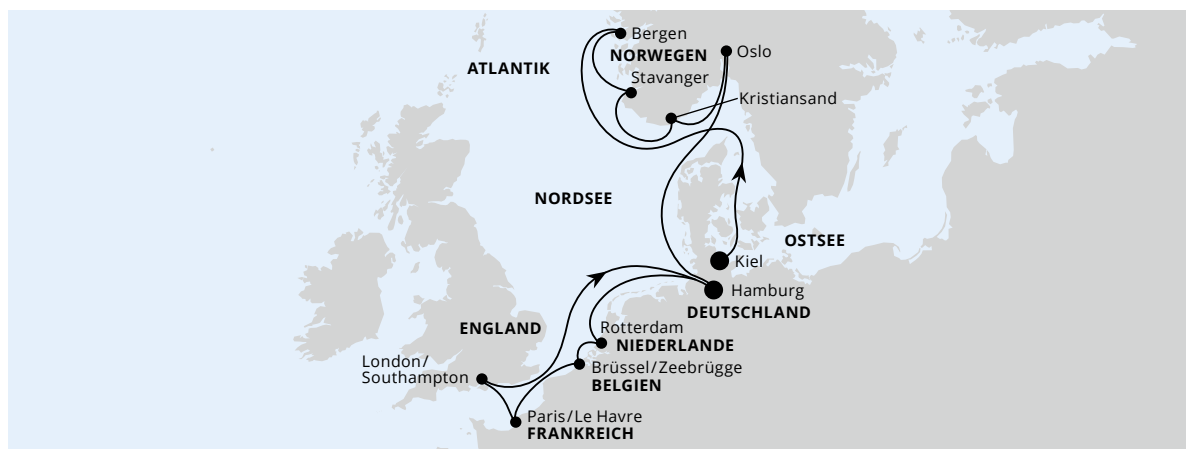 Bergen
NORWEGEN
Oslo
ATLANTIK
Stavanger
Kristiansand
NORDSEE
OSTSEE
Kiel
Hamburg
DEUTSCHLAND
ENGLAND
Rotterdam
NIEDERLANDE
London/
Southampton
Brüssel/Zeebrügge
BELGIEN
Paris/Le Havre
FRANKREICH